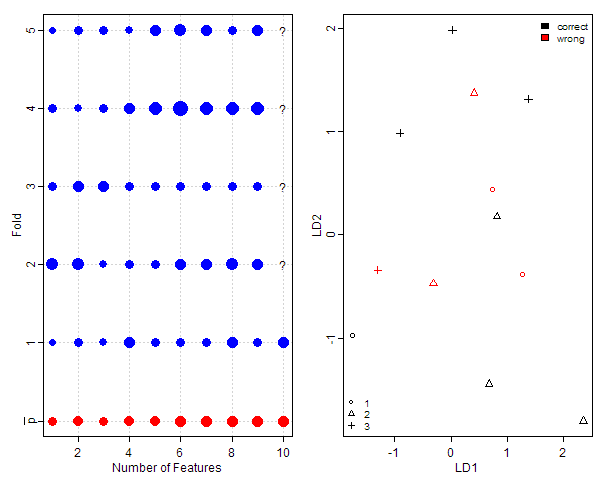 5
4
3
2
1
p̅
Fold
? ? ? ?
2 4 6 8 10
Number of Features
correct
wrong
2
1
0
-1
LD2
1
2
3
-1 0 1 2
LD1